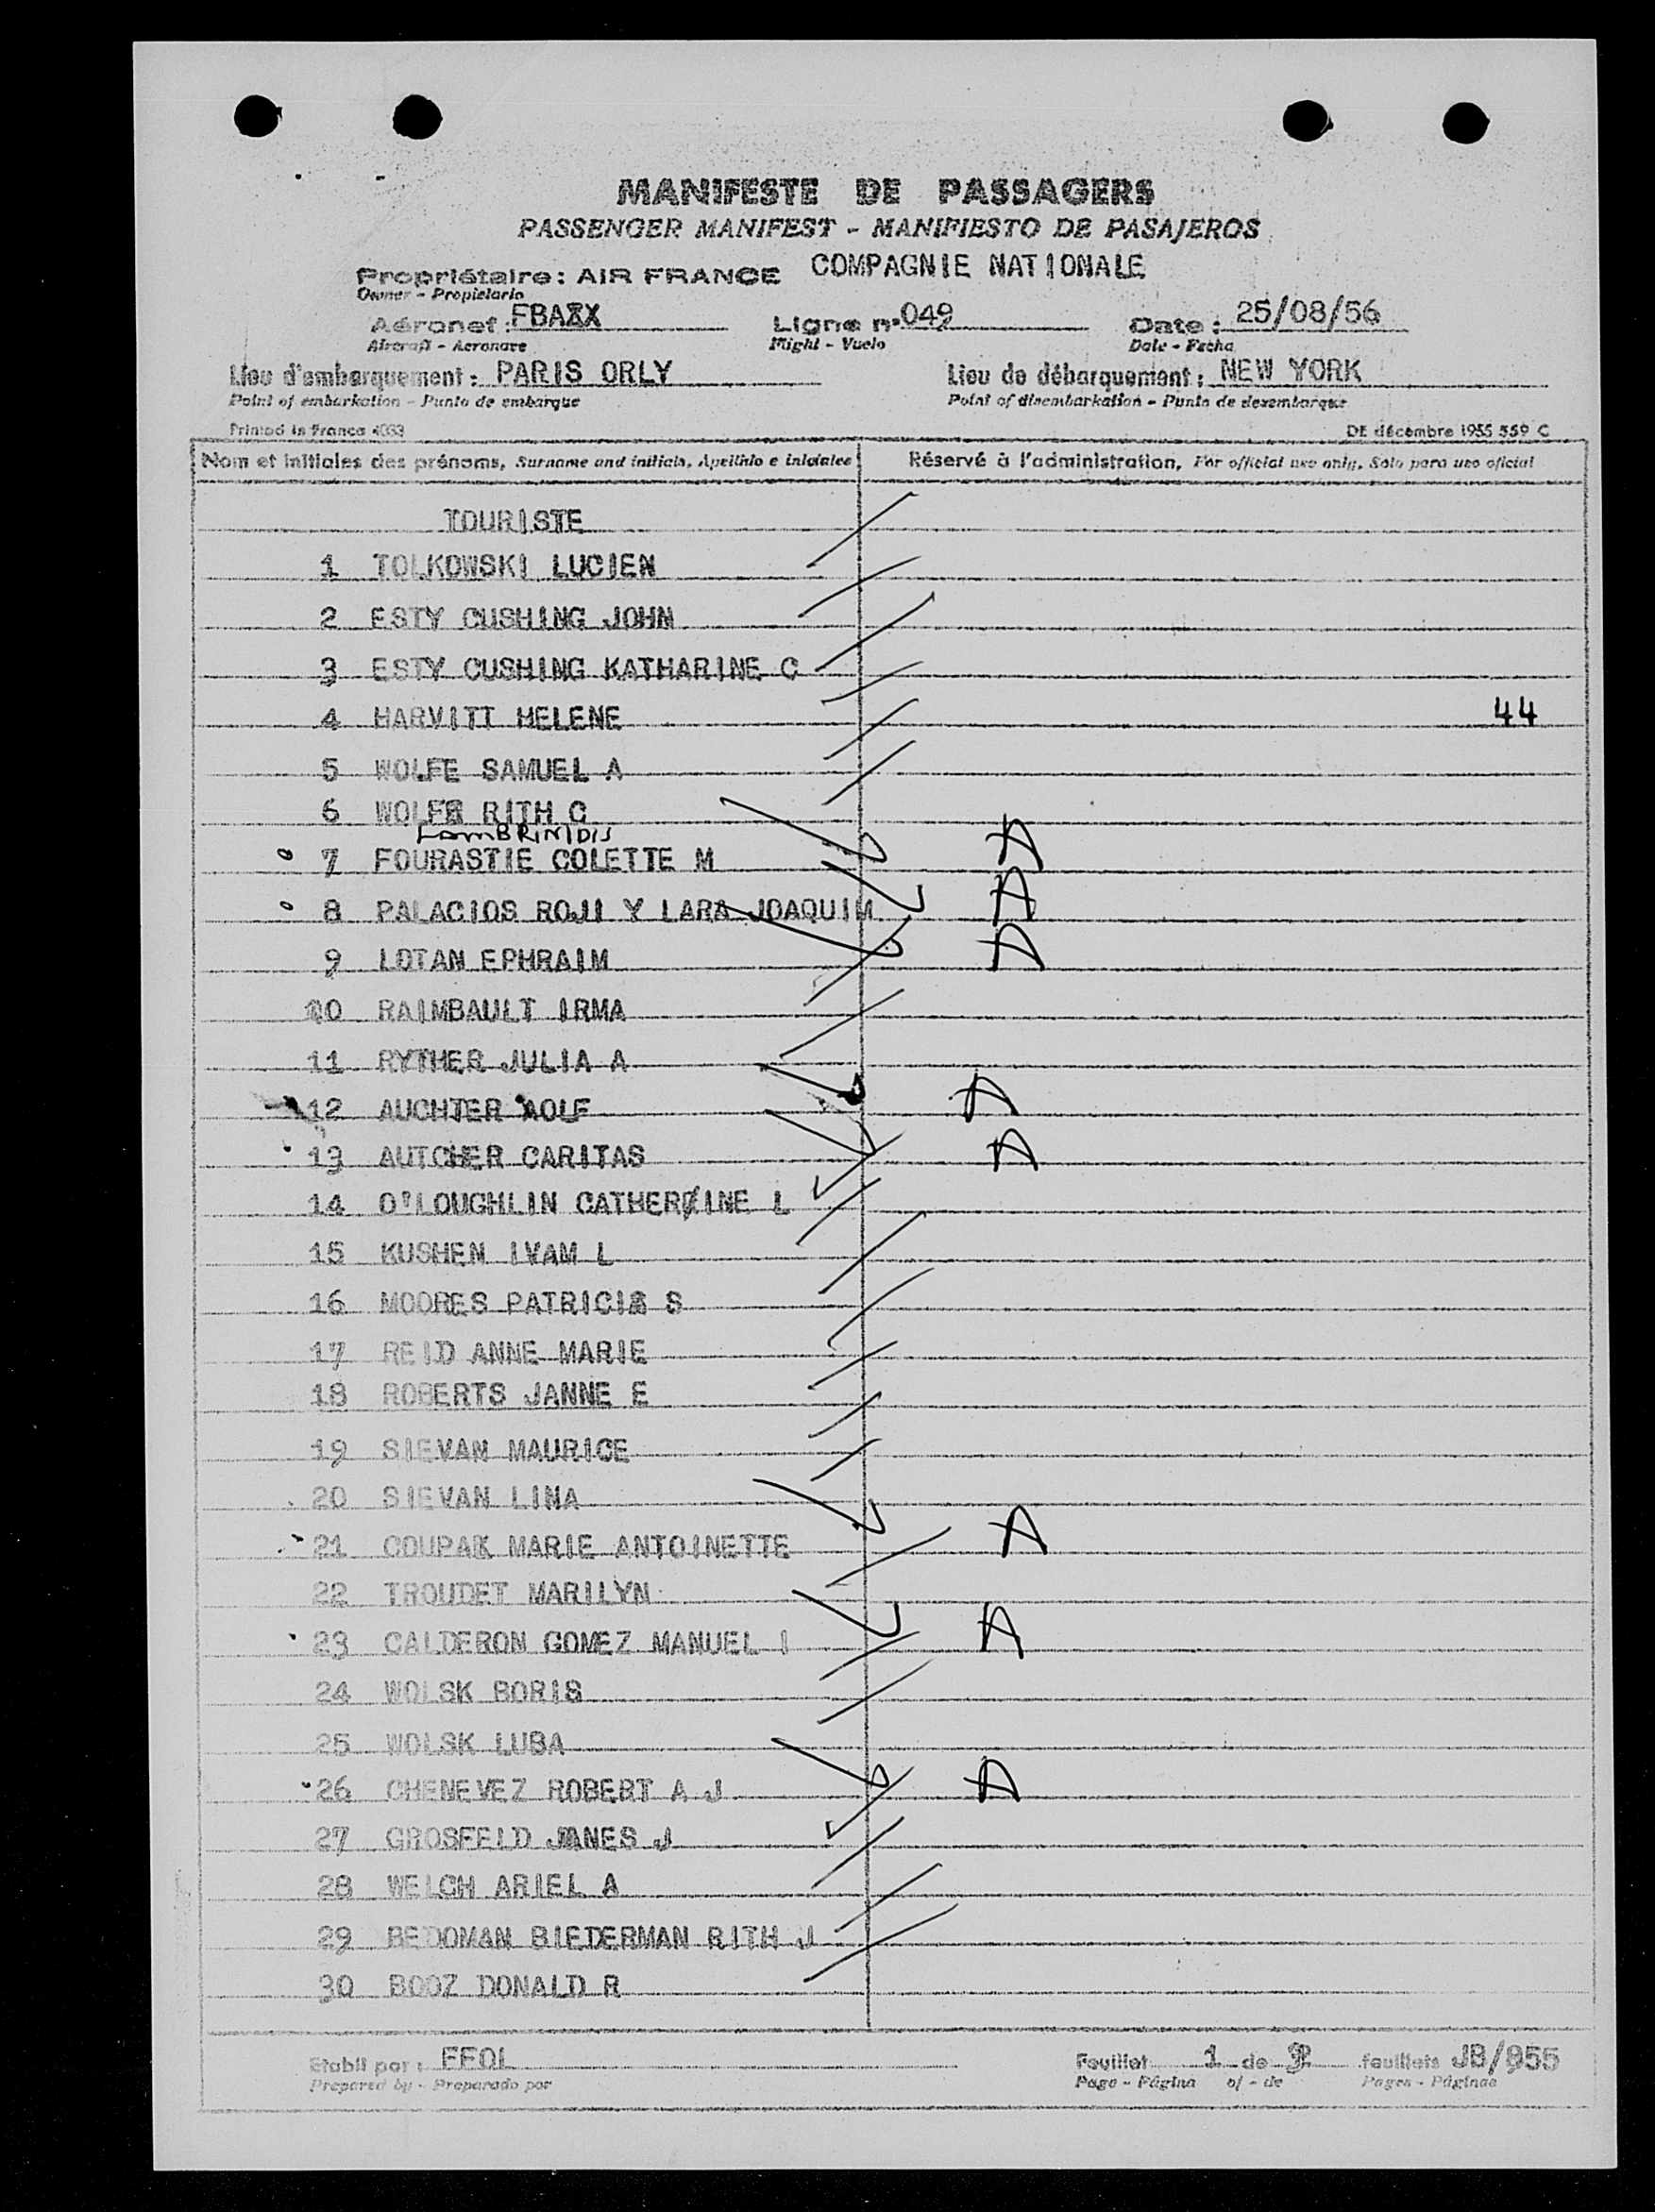 MANIFESTE DE PASSAGERS
PASSENGER MANIFEST - MANIFIESTO DE PASAJEROS
Propriétaire : AIR FRANCE COMPAGNIE NATIONALE
Owner - Propietario
Aéronef : Ligne n° 049 Date : 25/08/56
Aircraft - Aeronave Flight - Vuelo Date - Fecha
Lieu d'embarquement : PARIS ORLY Lieu de débarquement : NEW YORK
Point of embarkation - Punto de embarque Point of disembarkation - Punto de desembarque
Printed in France 4033 DE décembre 1955 559 C
Nom et initiales des prénoms, Surname and initials, Apellido e iniciales Réservé à l'administration, For official use only, Solo para uso oficial
TOURISTE
1 TOLKOWSKI LUCIEN
2 ESTY CUSHING JOHN
3 ESTY CUSHING KATHARINE C
4 HARVITT HELENE 44
5 WOLFE SAMUEL A
6 WOLFE RITH C
LamBRINIDIS
7 FOURASTIE COLETTE M A
8 PALACIOS ROJI Y LARA JOAQUIM A
9 LOTAN EPHRAIM A
10 RAIMBAULT IRMA
11 RYTHER JULIA A
12 AUCHTER AOLF A
13 AUTCHER CARITAS A
14 O'LOUGHLIN CATHERINE L
15 KUSHEN IVAM L
16 MOORES PATRICIA S
17 REID ANNE MARIE
18 ROBERTS JANNE E
19 SIEVAN MAURICE
20 SIEVAN LINA
21 COUPAK MARIE ANTOINETTE A
22 TROUDET MARILYN
23 CALDERON GOMEZ MANUEL I A
24 WOLSK BORIS
25 WOLSK LUBA
26 CHENEVEZ ROBERT A J A
27 GROSFELD JANES J
28 WELCH ARIEL A
29 BEDOMAN BIEDERMAN RITH J
30 BOOZ DONALD R
Etabli par : FFOL Feuillet 1 de feuillets JB/955
Prepared by - Preparado por Page - Página of - de Pages - Páginas